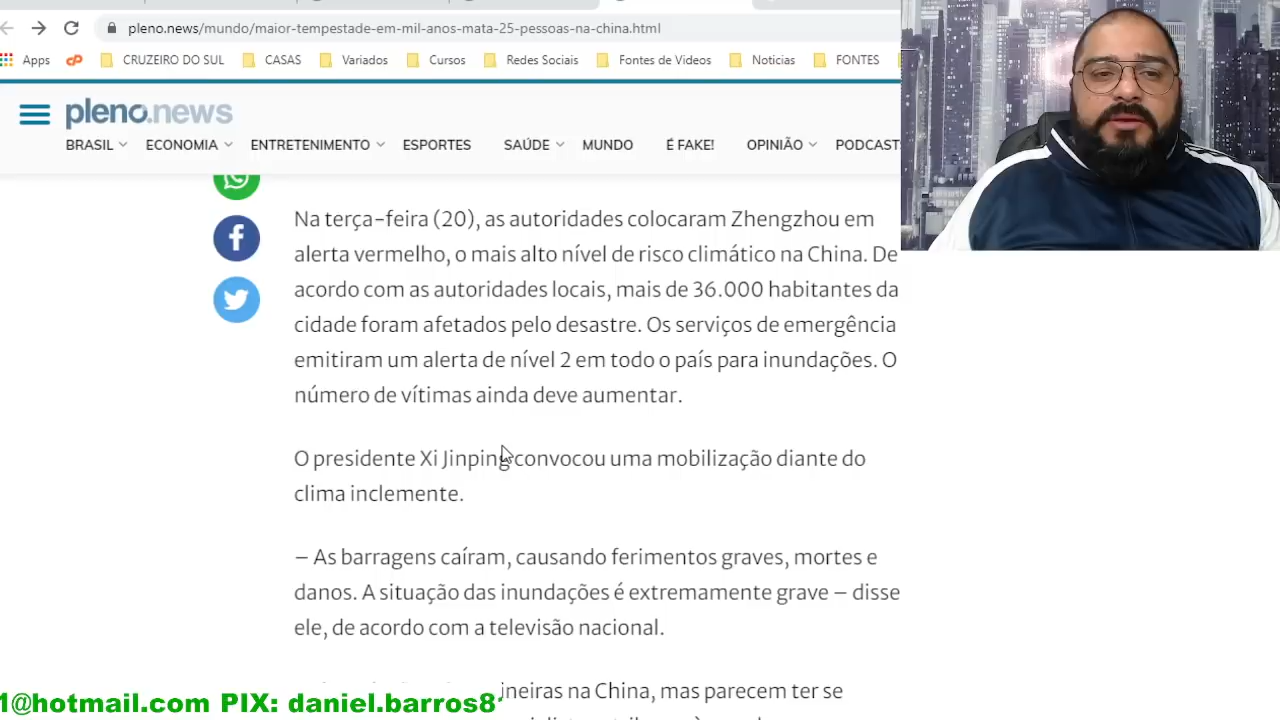 pleno.news/mundo/maior-tempestade-em-mil-anos-mata-25-pessoas-na-china.html
Apps CRUZEIRO DO SUL CASAS Variados Cursos Redes Sociais Fontes de Videos Noticias FONTES
pleno.news
BRASIL ECONOMIA ENTRETENIMENTO ESPORTES SAÚDE MUNDO É FAKE! OPINIÃO PODCAST
Na terça-feira (20), as autoridades colocaram Zhengzhou em
alerta vermelho, o mais alto nível de risco climático na China. De
acordo com as autoridades locais, mais de 36.000 habitantes da
cidade foram afetados pelo desastre. Os serviços de emergência
emitiram um alerta de nível 2 em todo o país para inundações. O
número de vítimas ainda deve aumentar.
O presidente Xi Jinping convocou uma mobilização diante do
clima inclemente.
– As barragens caíram, causando ferimentos graves, mortes e
danos. A situação das inundações é extremamente grave – disse
ele, de acordo com a televisão nacional.
na China, mas parecem ter se
1@hotmail.com PIX: daniel.barros8